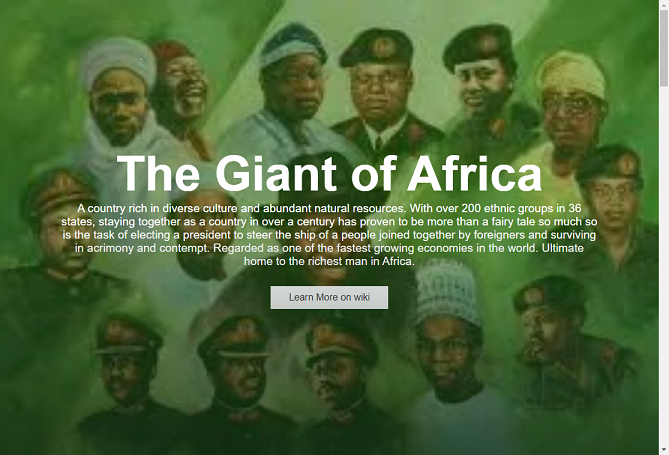 The Giant of Africa
A country rich in diverse culture and abundant natural resources. With over 200 ethnic groups in 36
states, staying together as a country in over a century has proven to be more than a fairy tale so much so
is the task of electing a president to steer the ship of a people joined together by foreigners and surviving
in acrimony and contempt. Regarded as one of the fastest growing economies in the world. Ultimate
home to the richest man in Africa.
Learn More on wiki